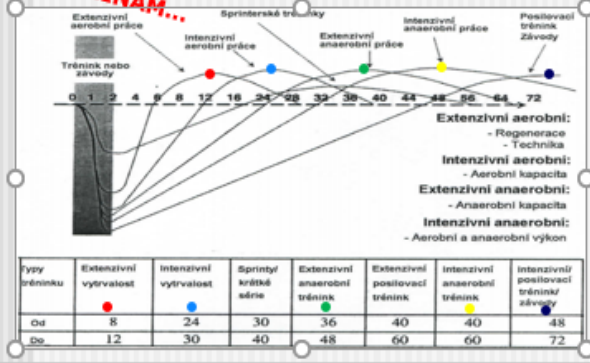 ZNÁM...
Extenzivní
aerobní práce
Sprinterské tréninky
Intenzivní
aerobní práce
Extenzivní
anaerobní práce
Intenzivní
anaerobní práce
Posilovací
trénink
Závody
Trénink nebo
závody
0 1 2 4 6 8 12 16 24 28 32 36 40 44 48 56 64 72
Extenzivní aerobní:
- Regenerace
- Technika
Intenzivní aerobní:
- Aerobní kapacita
Extenzivní anaerobní:
- Anaerobní kapacita
Intenzivní anaerobní:
- Aerobní a anaerobní výkon
Typy
tréninku
Extenzivní
vytrvalost
Intenzivní
vytrvalost
Sprinty/
krátké
série
Extenzivní
anaerobní
trénink
Extenzivní
posilovací
trénink
Intenzivní
anaerobní
trénink
Intenzivní/
posilovací
trénink/
závody
Od 8 24 30 36 40 40 48
Do 12 30 40 48 60 60 72